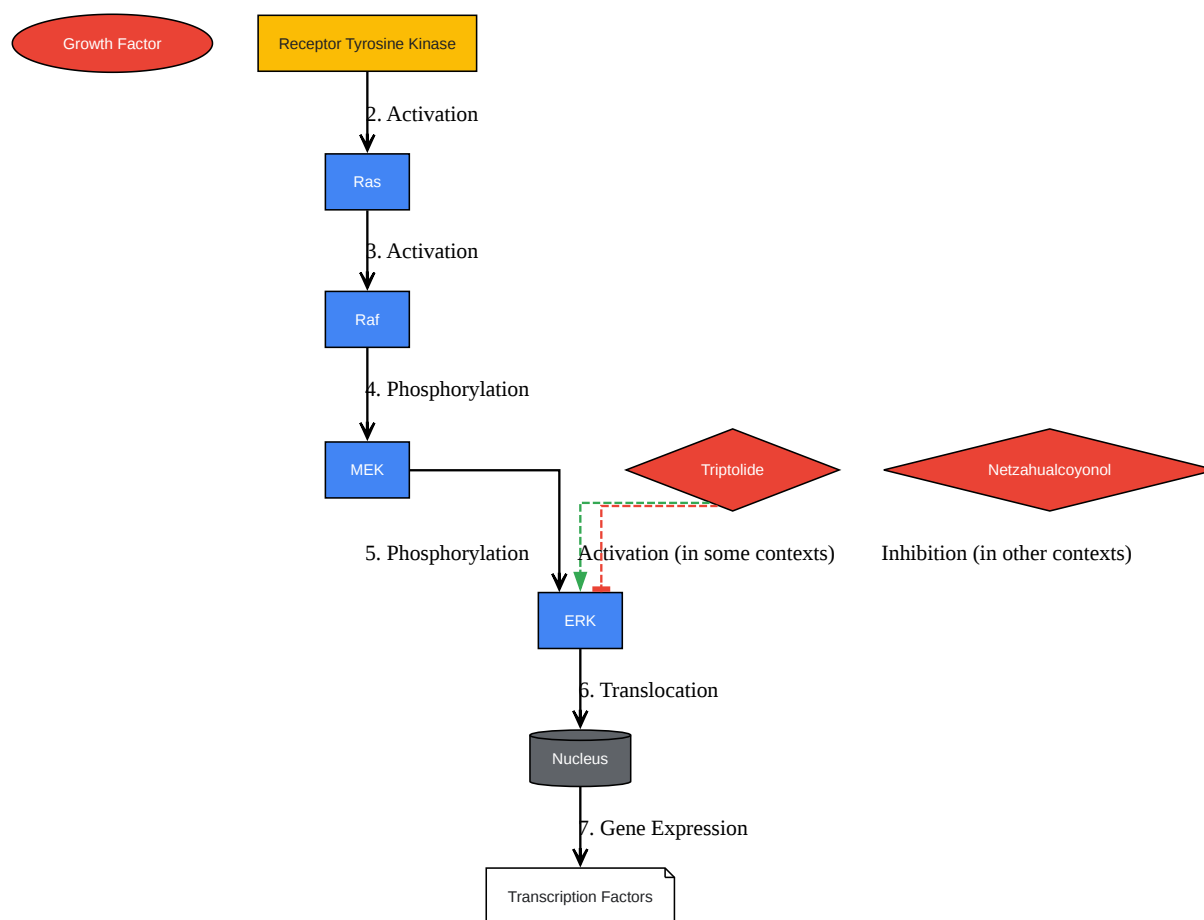 Growth Factor
Receptor Tyrosine Kinase
2. Activation
Ras
3. Activation
Raf
4. Phosphorylation
MEK
Triptolide
Netzahualcoyonol
5. Phosphorylation
Activation (in some contexts)
Inhibition (in other contexts)
ERK
6. Translocation
Nucleus
7. Gene Expression
Transcription Factors